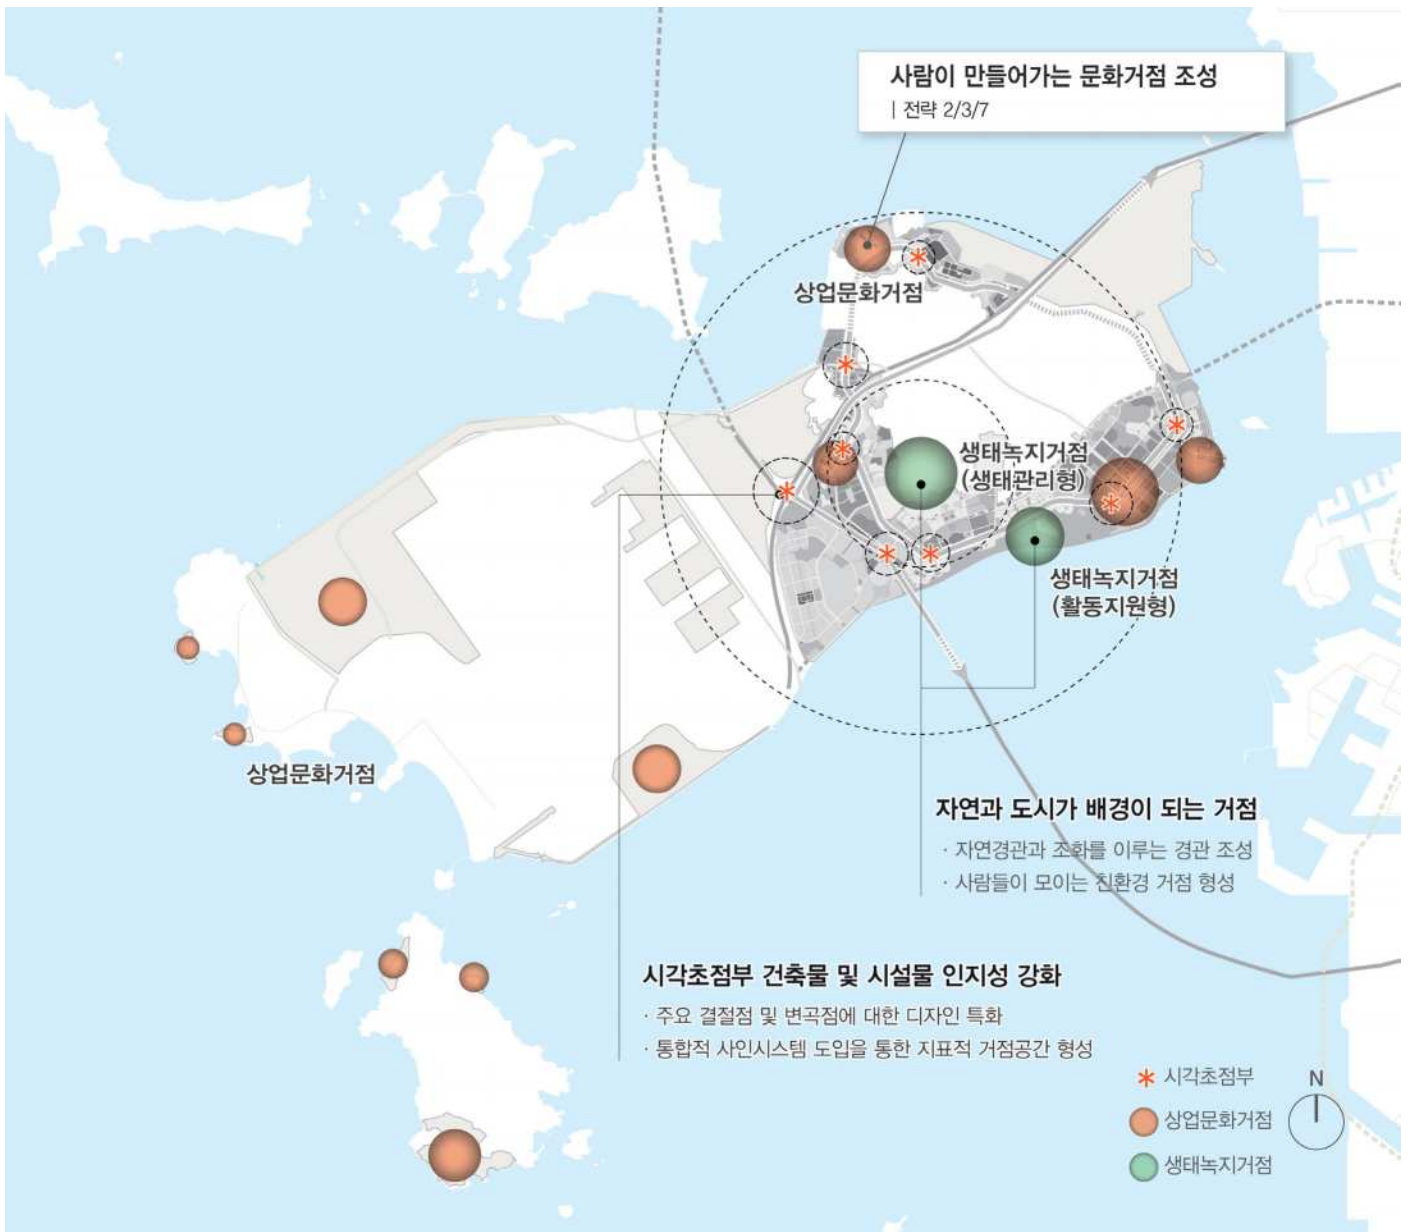 사람이 만들어가는 문화거점 조성
| 전략 2/3/7
상업문화거점
생태녹지거점
(생태관리형)
생태녹지거점
(활동지원형)
상업문화거점
자연과 도시가 배경이 되는 거점
· 자연경관과 조화를 이루는 경관 조성
· 사람들이 모이는 친환경 거점 형성
시각초점부 건축물 및 시설물 인지성 강화
· 주요 결절점 및 변곡점에 대한 디자인 특화
· 통합적 사인시스템 도입을 통한 지표적 거점공간 형성
시각초점부
상업문화거점
생태녹지거점
N